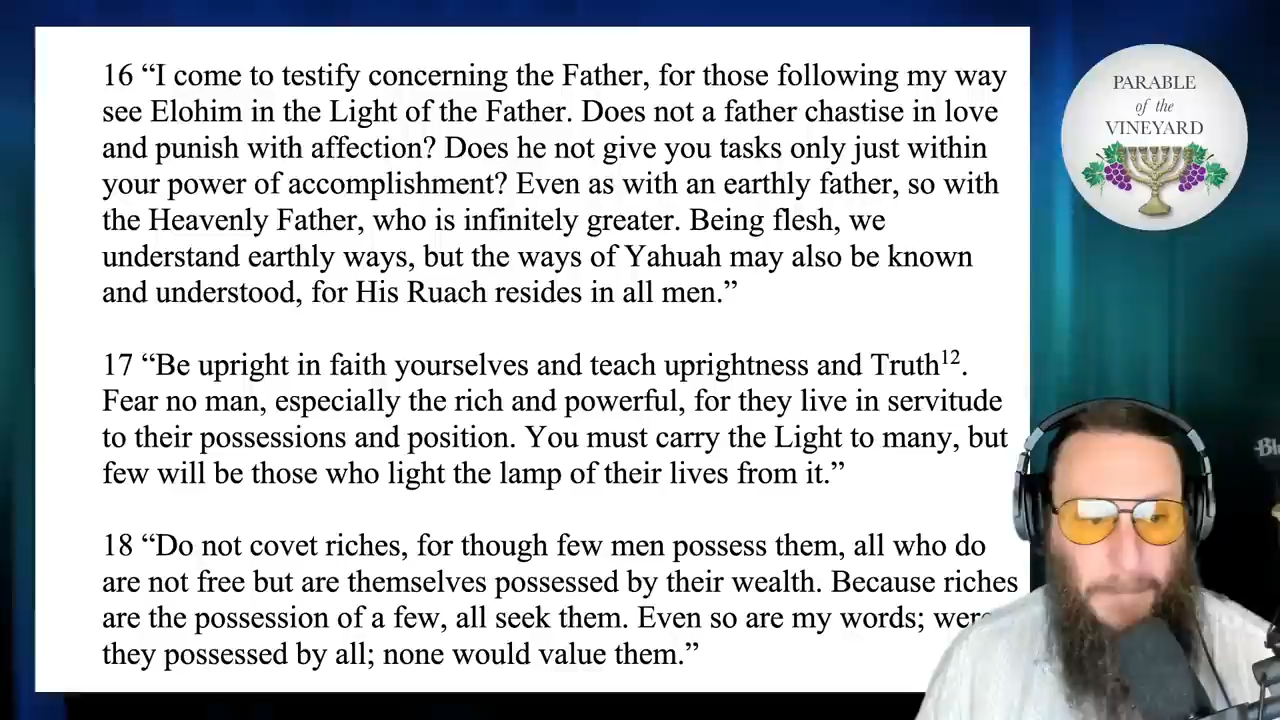 16 “I come to testify concerning the Father, for those following my way
see Elohim in the Light of the Father. Does not a father chastise in love
and punish with affection? Does he not give you tasks only just within
your power of accomplishment? Even as with an earthly father, so with
the Heavenly Father, who is infinitely greater. Being flesh, we
understand earthly ways, but the ways of Yahuah may also be known
and understood, for His Ruach resides in all men.”
17 “Be upright in faith yourselves and teach uprightness and Truth12.
Fear no man, especially the rich and powerful, for they live in servitude
to their possessions and position. You must carry the Light to many, but
few will be those who light the lamp of their lives from it.”
18 “Do not covet riches, for though few men possess them, all who do
are not free but are themselves possessed by their wealth. Because riches
are the possession of a few, all seek them. Even so are my words; were
they possessed by all; none would value them.”
PARABLE
of the
VINEYARD